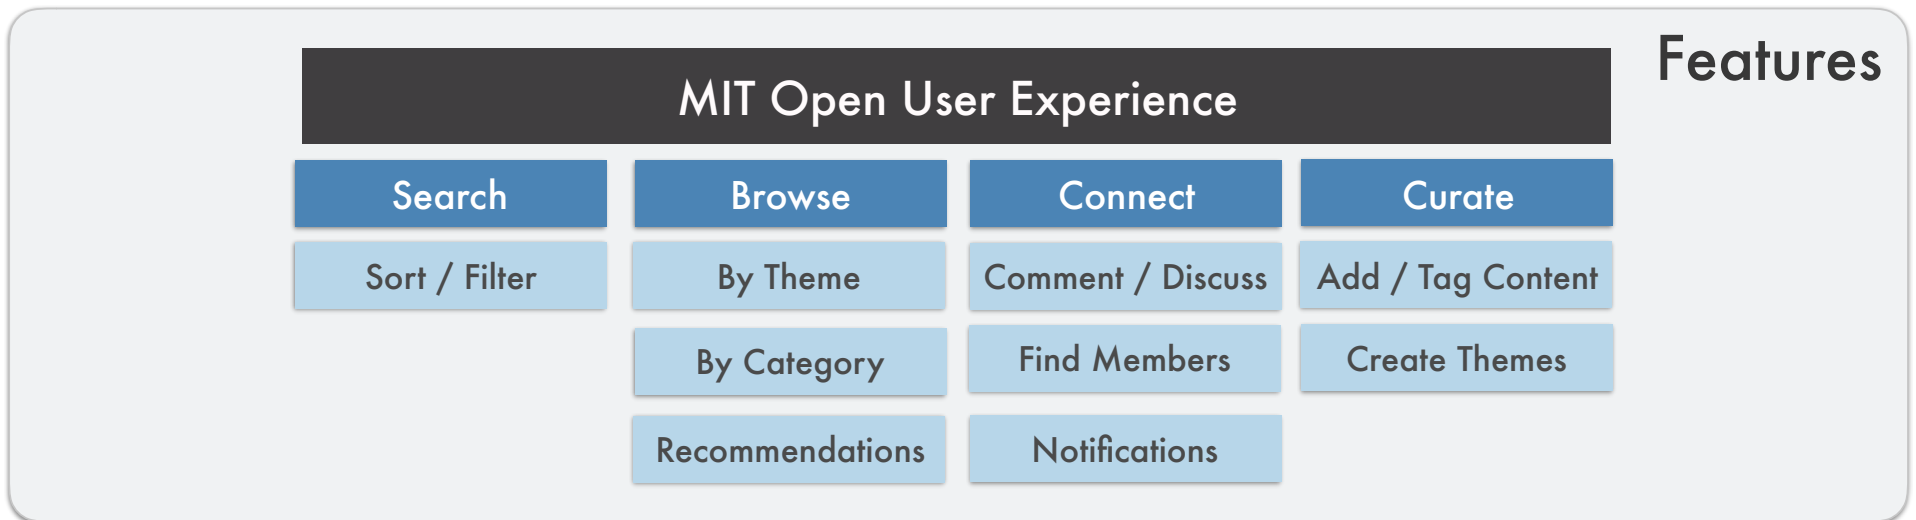 Features
MIT Open User Experience
Search
Browse
Connect
Curate
Sort / Filter
By Theme
Comment / Discuss
Add / Tag Content
By Category
Find Members
Create Themes
Recommendations
Notifications